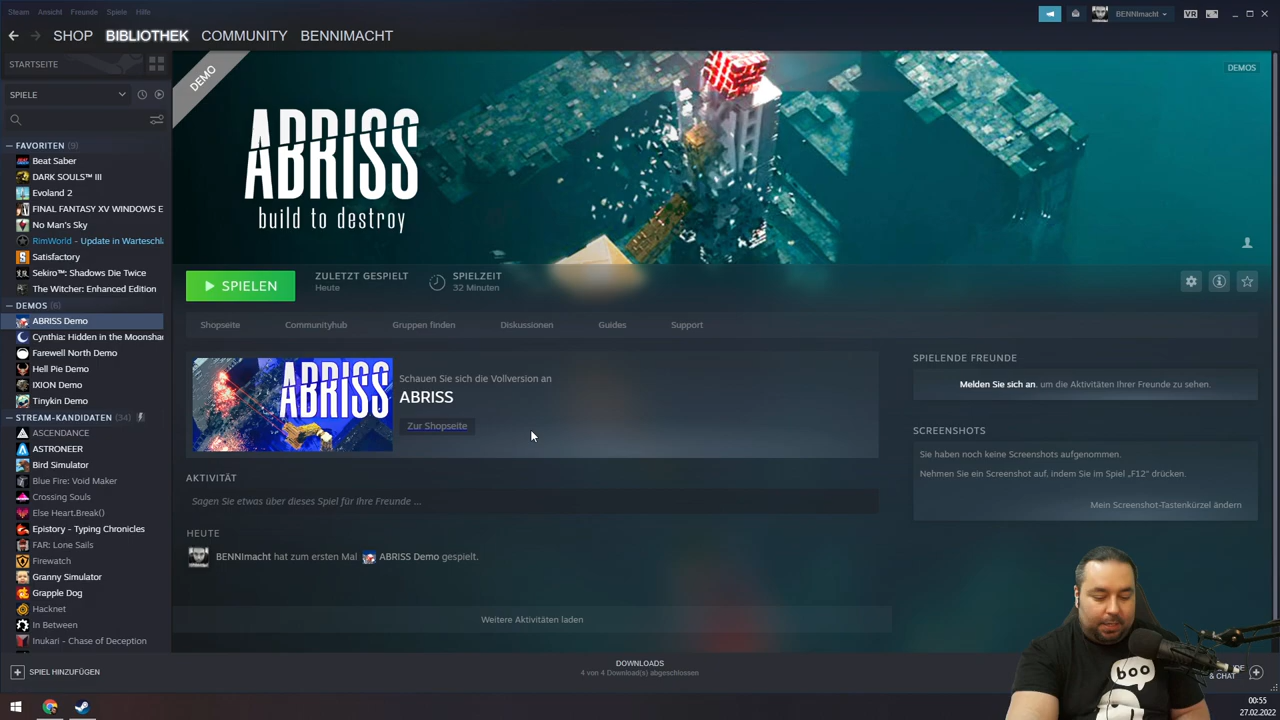 Steam Ansicht Freunde Spiele Hilfe
BENNImacht
VR
SHOP BIBLIOTHEK COMMUNITY BENNIMACHT
STARTSEITE
SPIELE
FAVORITEN (9)
Beat Saber
DARK SOULS™ III
Evoland 2
FINAL FANTASY XV WINDOWS E
No Man's Sky
RimWorld - Update in Warteschla
Satisfactory
Sekiro™: Shadows Die Twice
The Witcher: Enhanced Edition
DEMOS (6)
ABRISS Demo
Cynthia: Hidden in the Moonshad
Farewell North Demo
Hell Pie Demo
IXION Demo
Tinykin Demo
STREAM-KANDIDATEN (34)
ASCENDANCE
ASTRONEER
Bird Simulator
Blue Fire: Void Maker
Crossing Souls
Else Heart.Break()
Epistory - Typing Chronicles
FAR: Lone Sails
Firewatch
Granny Simulator
Grapple Dog
Hacknet
In Between
Inukari - Chase of Deception
SPIEL HINZUFÜGEN
DEMO
DEMOS
ABRISS
build to destroy
SPIELEN
ZULETZT GESPIELT
Heute
SPIELZEIT
32 Minuten
Shopseite Communityhub Gruppen finden Diskussionen Guides Support
ABRISS
Schauen Sie sich die Vollversion an
ABRISS
Zur Shopseite
AKTIVITÄT
Sagen Sie etwas über dieses Spiel für Ihre Freunde ...
HEUTE
BENNImacht hat zum ersten Mal ABRISS Demo gespielt.
Weitere Aktivitäten laden
SPIELENDE FREUNDE
Melden Sie sich an, um die Aktivitäten Ihrer Freunde zu sehen.
SCREENSHOTS
Sie haben noch keine Screenshots aufgenommen.
Nehmen Sie ein Screenshot auf, indem Sie im Spiel „F12" drücken.
Mein Screenshot-Tastenkürzel ändern
DOWNLOADS
4 von 4 Download(s) abgeschlossen
& CHAT
boo
00:55
27.02.2022